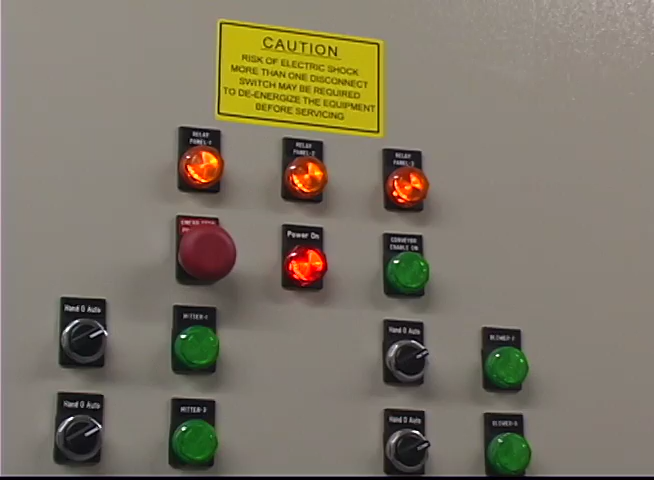 CAUTION
RISK OF ELECTRIC SHOCK
MORE THAN ONE DISCONNECT
SWITCH MAY BE REQUIRED
TO DE-ENERGIZE THE EQUIPMENT
BEFORE SERVICING
RELAY
PANEL-1
RELAY
PANEL-2
RELAY
PANEL-3
Power On
CONVEYOR
ENABLE ON
Hand O Auto
HITTER-1
Hand O Auto
Hand O Auto
Hand O Auto